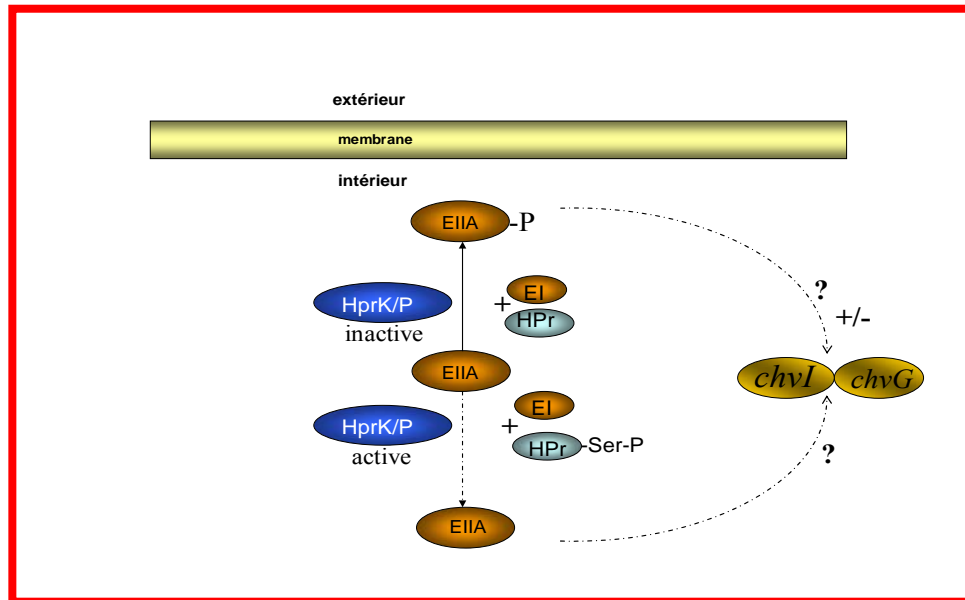 extérieur
membrane
intérieur
EIIA -P
HprK/P
inactive
+ EI
HPr
?
+/-
EIIA
chvI chvG
HprK/P
active
+ EI
HPr -Ser-P
?
EIIA